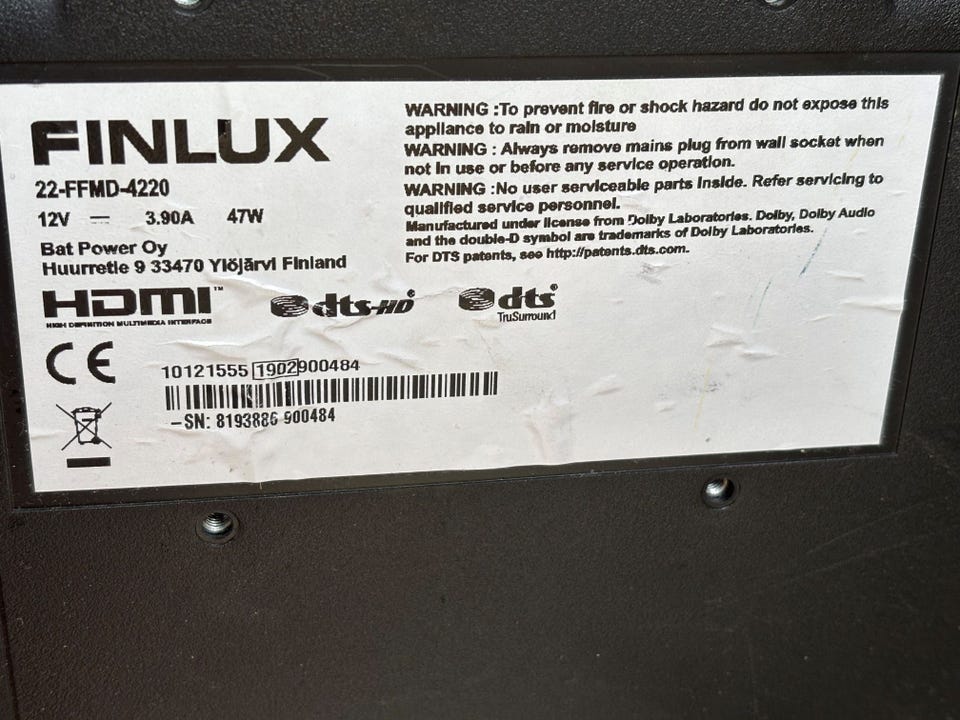 FINLUX
22-FFMD-4220
12V ⎓ 3.90A 47W
Bat Power Oy
Huurretie 9 33470 Ylöjärvi Finland
HDMI™
HIGH DEFINITION MULTIMEDIA INTERFACE
dts-HD®
dts®
TruSurround
CE
10121555 1902 900484
-SN: 8193886 900484
WARNING :To prevent fire or shock hazard do not expose this
appliance to rain or moisture
WARNING : Always remove mains plug from wall socket when
not in use or before any service operation.
WARNING :No user serviceable parts inside. Refer servicing to
qualified service personnel.
Manufactured under license from Dolby Laboratories. Dolby, Dolby Audio
and the double-D symbol are trademarks of Dolby Laboratories.
For DTS patents, see http://patents.dts.com.